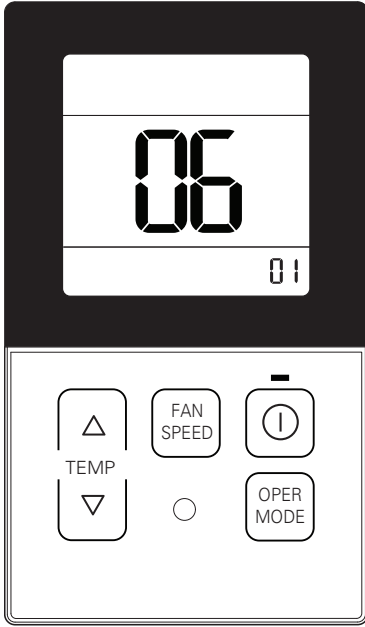 06
01
FAN
SPEED
TEMP
OPER
MODE